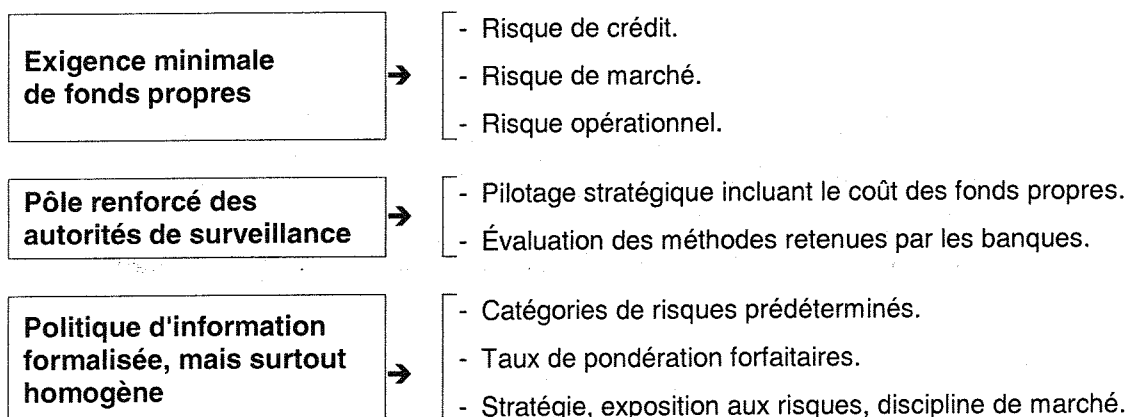 Exigence minimale
de fonds propres
➔
- Risque de crédit.
- Risque de marché.
- Risque opérationnel.
Pôle renforcé des
autorités de surveillance
➔
- Pilotage stratégique incluant le coût des fonds propres.
- Évaluation des méthodes retenues par les banques.
Politique d'information
formalisée, mais surtout
homogène
➔
- Catégories de risques prédéterminés.
- Taux de pondération forfaitaires.
- Stratégie, exposition aux risques, discipline de marché.